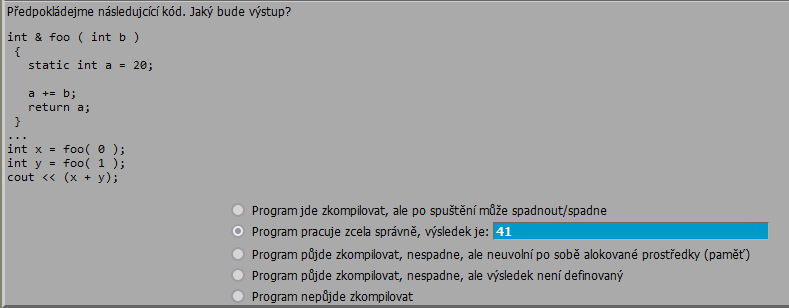 Předpokládejme následujcící kód. Jaký bude výstup?
int & foo ( int b )
{
static int a = 20;
a += b;
return a;
}
...
int x = foo( 0 );
int y = foo( 1 );
cout << (x + y);
Program jde zkompilovat, ale po spuštění může spadnout/spadne
Program pracuje zcela správně, výsledek je: 41
Program půjde zkompilovat, nespadne, ale neuvolní po sobě alokované prostředky (paměť)
Program půjde zkompilovat, nespadne, ale výsledek není definovaný
Program nepůjde zkompilovat